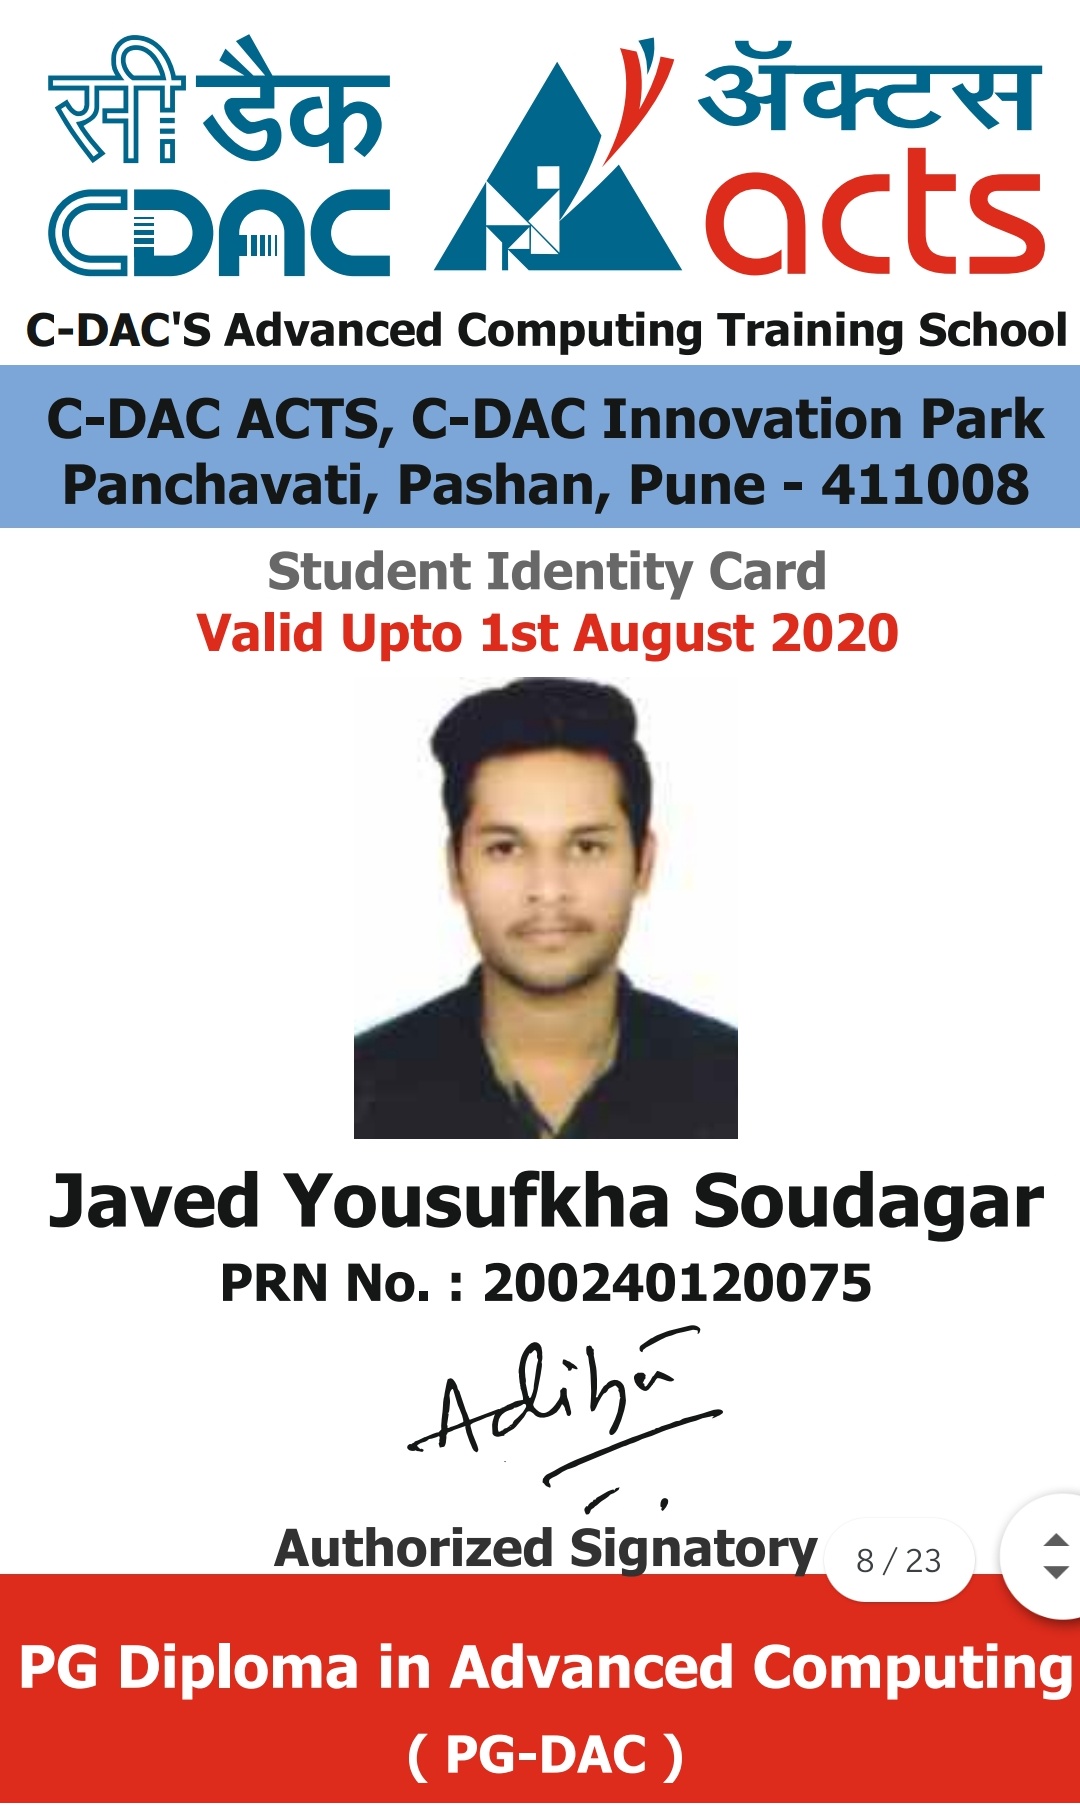 सी डैक
CDAC
ॲक्टस
acts
C-DAC'S Advanced Computing Training School
C-DAC ACTS, C-DAC Innovation Park
Panchavati, Pashan, Pune - 411008
Student Identity Card
Valid Upto 1st August 2020
Javed Yousufkha Soudagar
PRN No. : 200240120075
Authorized Signatory
8 / 23
PG Diploma in Advanced Computing
( PG-DAC )